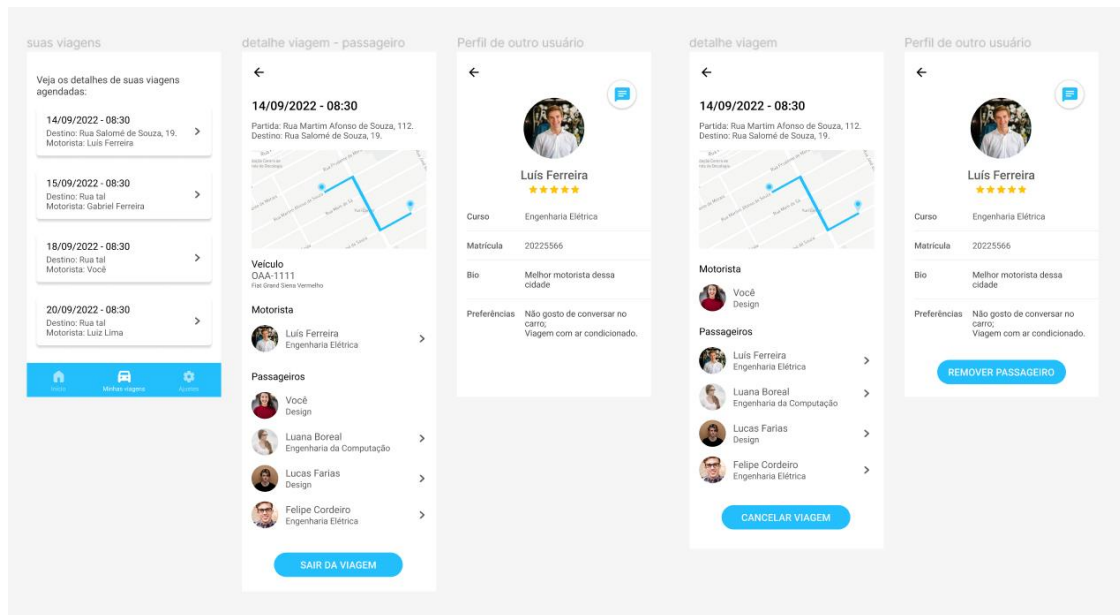 suas viagens
Veja os detalhes de suas viagens
agendadas:
14/09/2022 - 08:30
Destino: Rua Salomé de Souza, 19.
Motorista: Luís Ferreira
15/09/2022 - 08:30
Destino: Rua tal
Motorista: Gabriel Ferreira
18/09/2022 - 08:30
Destino: Rua tal
Motorista: Você
20/09/2022 - 08:30
Destino: Rua tal
Motorista: Luiz Lima
Início
Minhas viagens
Ajustes
detalhe viagem - passageiro
14/09/2022 - 08:30
Partida: Rua Martim Afonso de Souza, 112.
Destino: Rua Salomé de Souza, 19.
Veículo
OAA-1111
Fiat Grand Siena Vermelho
Motorista
Luís Ferreira
Engenharia Elétrica
Passageiros
Você
Design
Luana Boreal
Engenharia da Computação
Lucas Farias
Design
Felipe Cordeiro
Engenharia Elétrica
SAIR DA VIAGEM
Perfil de outro usuário
Luís Ferreira
Curso Engenharia Elétrica
Matrícula 20225566
Bio Melhor motorista dessa
cidade
Preferências Não gosto de conversar no
carro;
Viagem com ar condicionado.
detalhe viagem
14/09/2022 - 08:30
Partida: Rua Martim Afonso de Souza, 112.
Destino: Rua Salomé de Souza, 19.
Motorista
Você
Design
Passageiros
Luís Ferreira
Engenharia Elétrica
Luana Boreal
Engenharia da Computação
Lucas Farias
Design
Felipe Cordeiro
Engenharia Elétrica
CANCELAR VIAGEM
Perfil de outro usuário
Luís Ferreira
Curso Engenharia Elétrica
Matrícula 20225566
Bio Melhor motorista dessa
cidade
Preferências Não gosto de conversar no
carro;
Viagem com ar condicionado.
REMOVER PASSAGEIRO